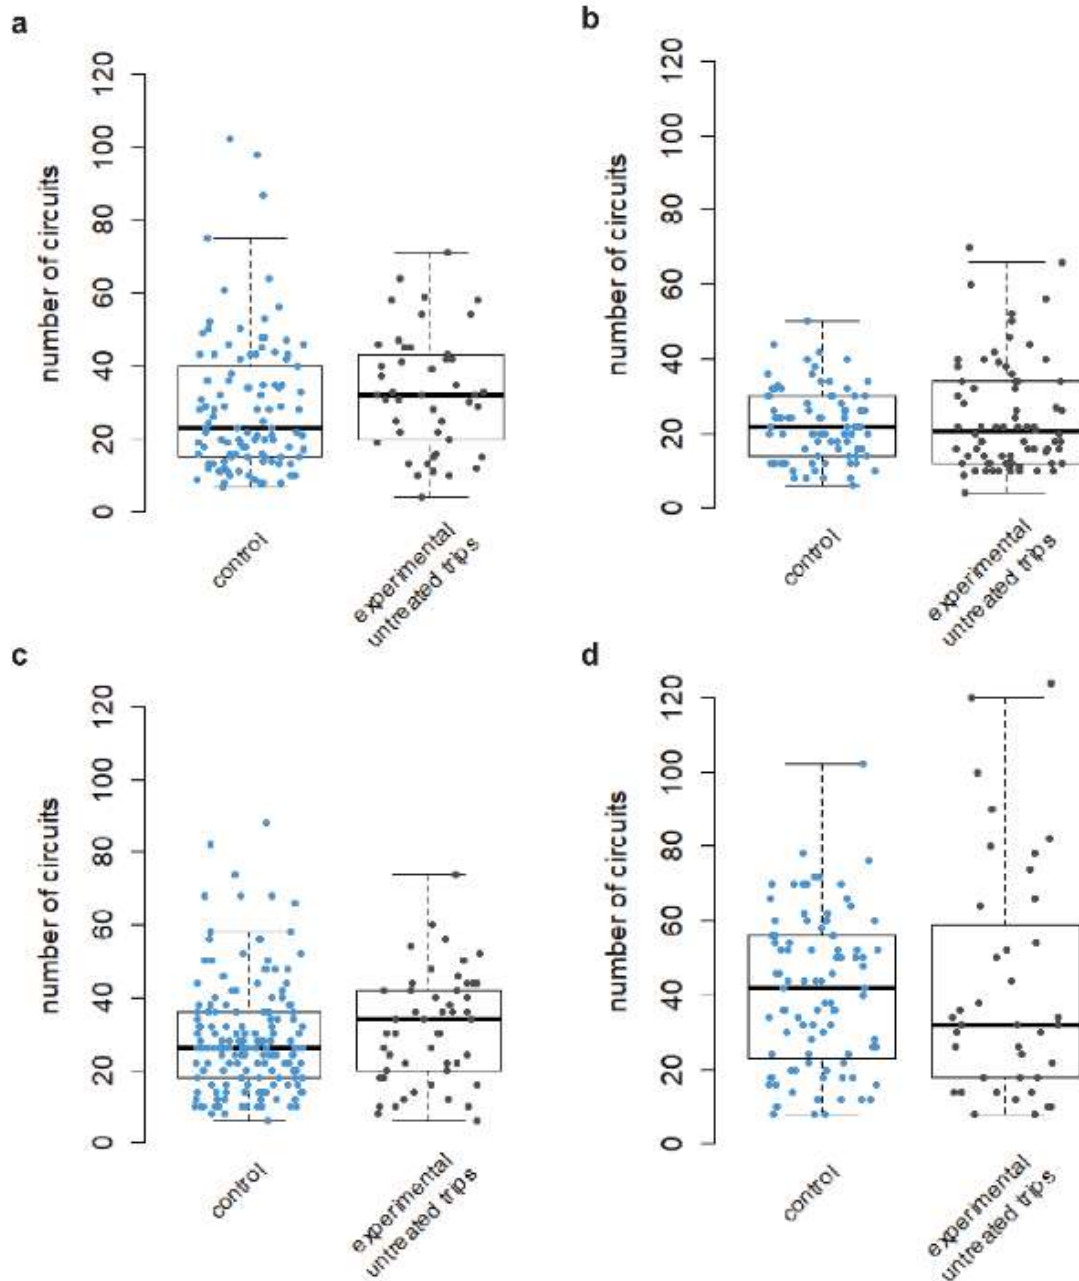 a
number of circuits
120
100
80
60
40
20
0
control
experimental
untreated trips
b
number of circuits
120
100
80
60
40
20
0
control
experimental
untreated trips
c
number of circuits
120
100
80
60
40
20
0
control
experimental
untreated trips
d
number of circuits
120
100
80
60
40
20
0
control
experimental
untreated trips